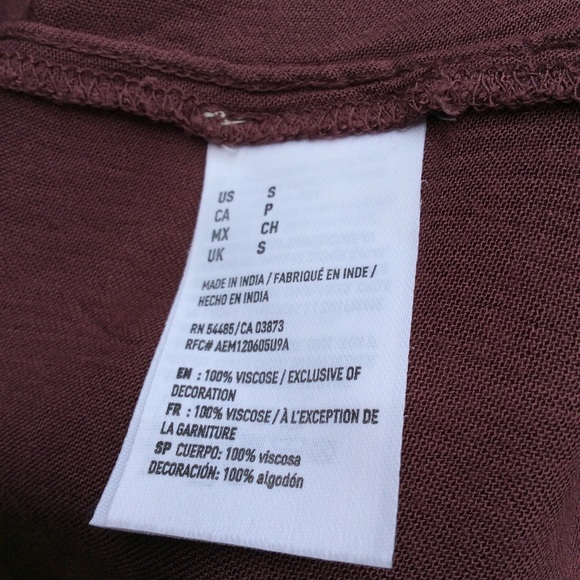 US S
CA P
MX CH
UK S
MADE IN INDIA / FABRIQUÉ EN INDE /
HECHO EN INDIA
RN 54485/CA 03873
RFC# AEM120605U9A
EN : 100% VISCOSE / EXCLUSIVE OF
DECORATION
FR : 100% VISCOSE / À L'EXCEPTION DE
LA GARNITURE
SP CUERPO: 100% viscosa
DECORACIÓN: 100% algodón